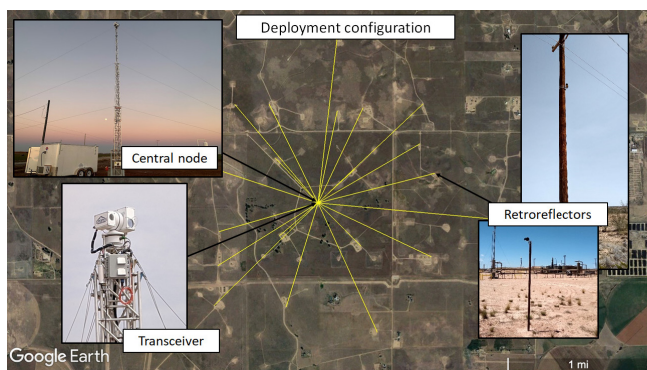 Deployment configuration
Central node
Retroreflectors
Transceiver
Google Earth
1 mi